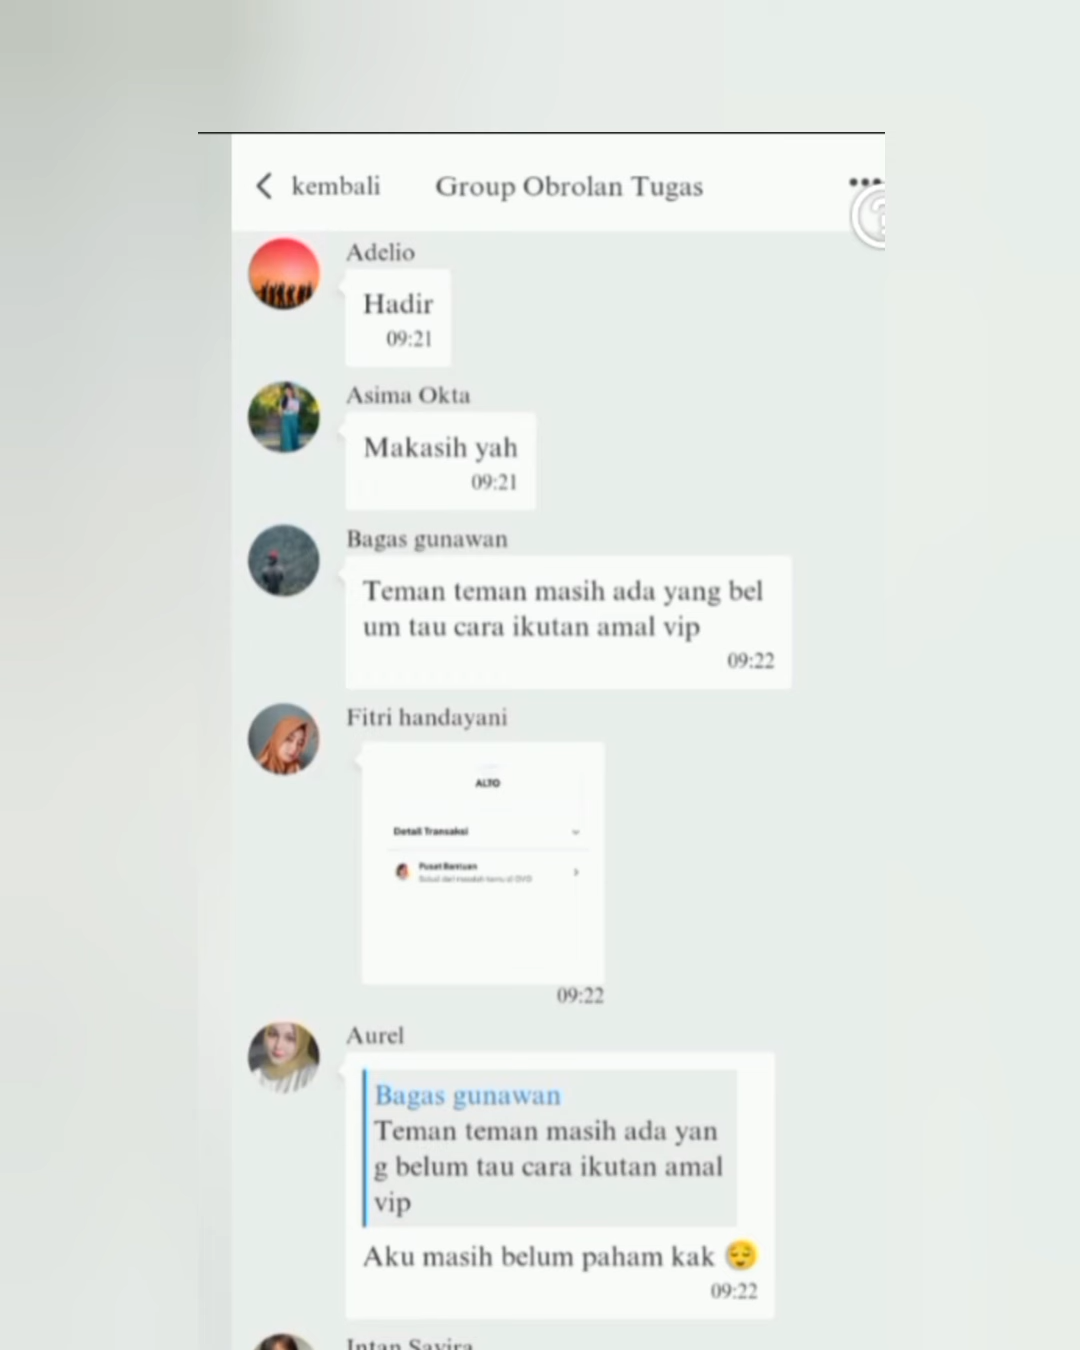 kembali
Group Obrolan Tugas
Adelio
Hadir
09:21
Asima Okta
Makasih yah
09:21
Bagas gunawan
Teman teman masih ada yang bel
um tau cara ikutan amal vip
09:22
Fitri handayani
ALTO
Detail Transaksi
Pusat Bantuan
09:22
Aurel
Bagas gunawan
Teman teman masih ada yan
g belum tau cara ikutan amal
vip
Aku masih belum paham kak 😌
09:22
Intan Savira